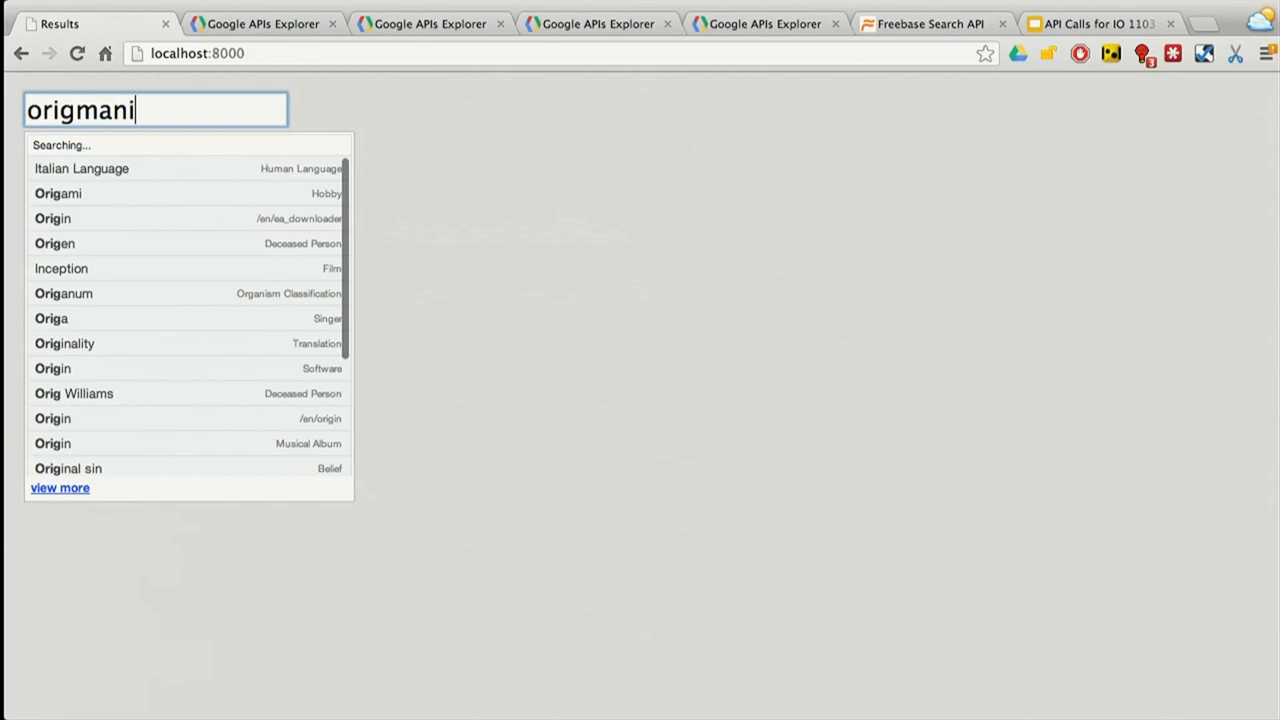 Results
Google APIs Explorer
Google APIs Explorer
Google APIs Explorer
Google APIs Explorer
Freebase Search API
API Calls for IO 1103
localhost:8000
3
origmani
Searching...
Italian Language Human Language
Origami Hobby
Origin /en/ea_downloader
Origen Deceased Person
Inception Film
Origanum Organism Classification
Origa Singer
Originality Translation
Origin Software
Orig Williams Deceased Person
Origin /en/origin
Origin Musical Album
Original sin Belief
view more